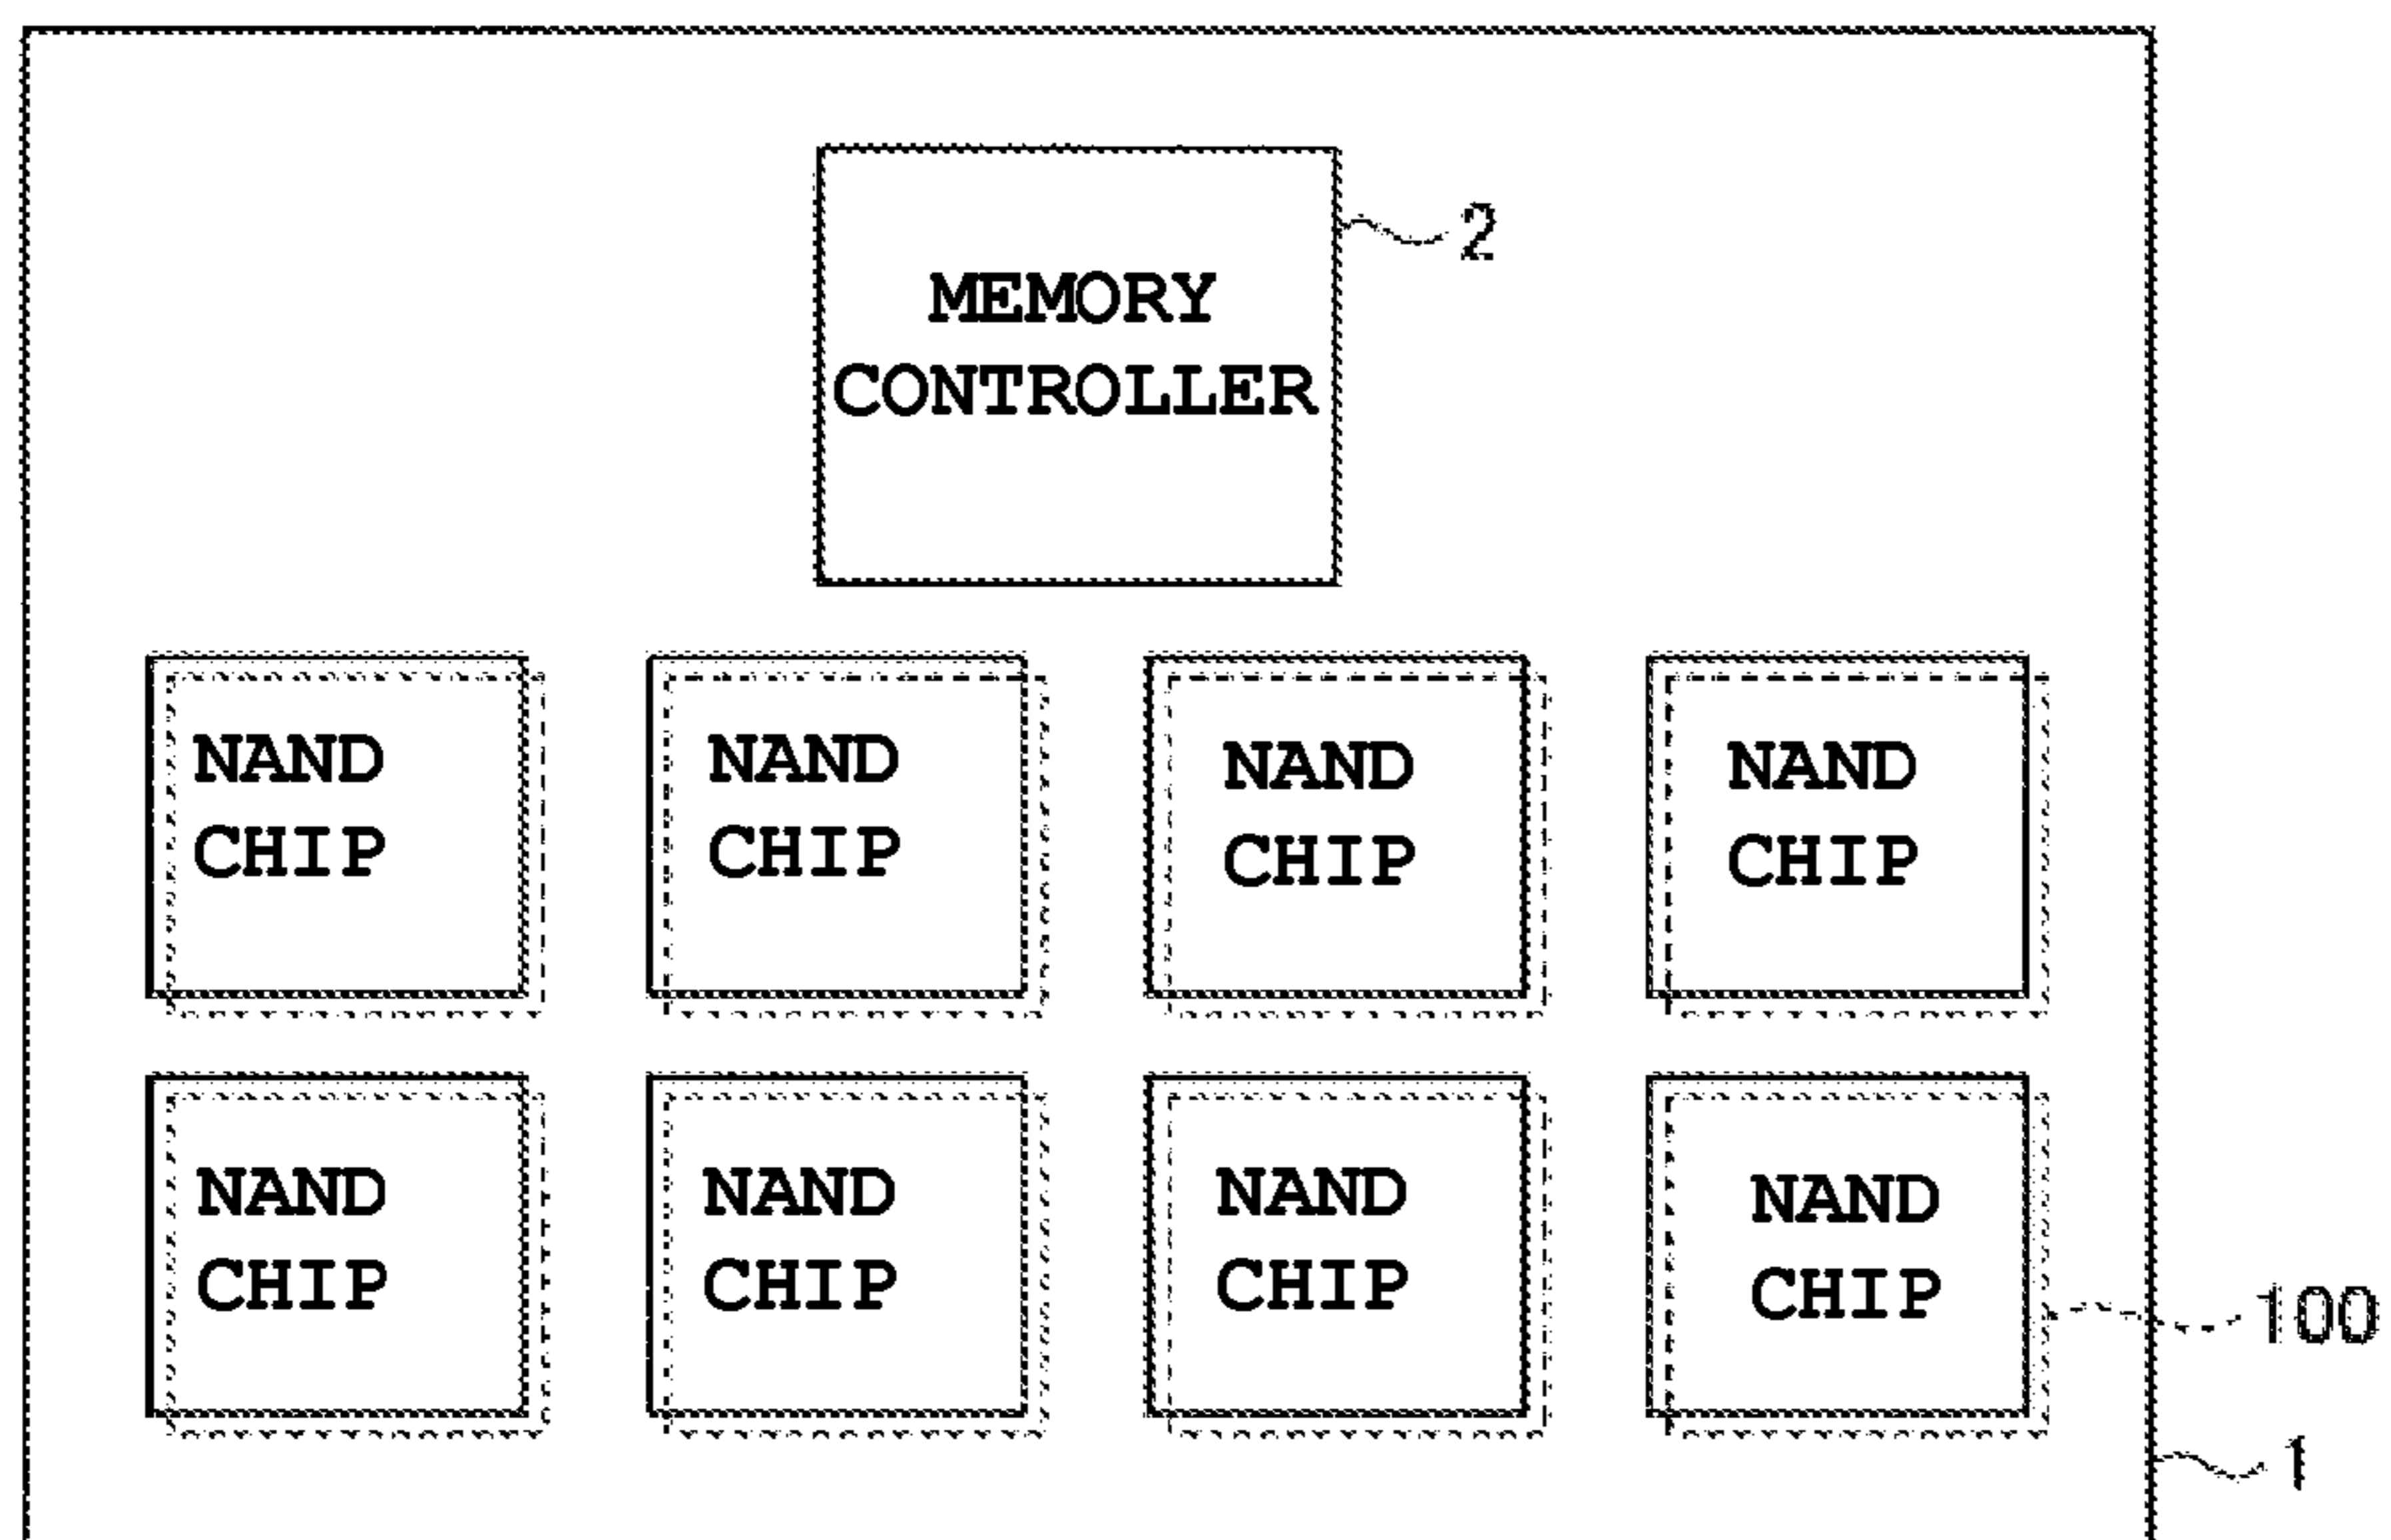 2
MEMORY
CONTROLLER
NAND NAND NAND NAND
CHIP CHIP CHIP CHIP
NAND NAND NAND NAND
CHIP CHIP CHIP CHIP
100
1